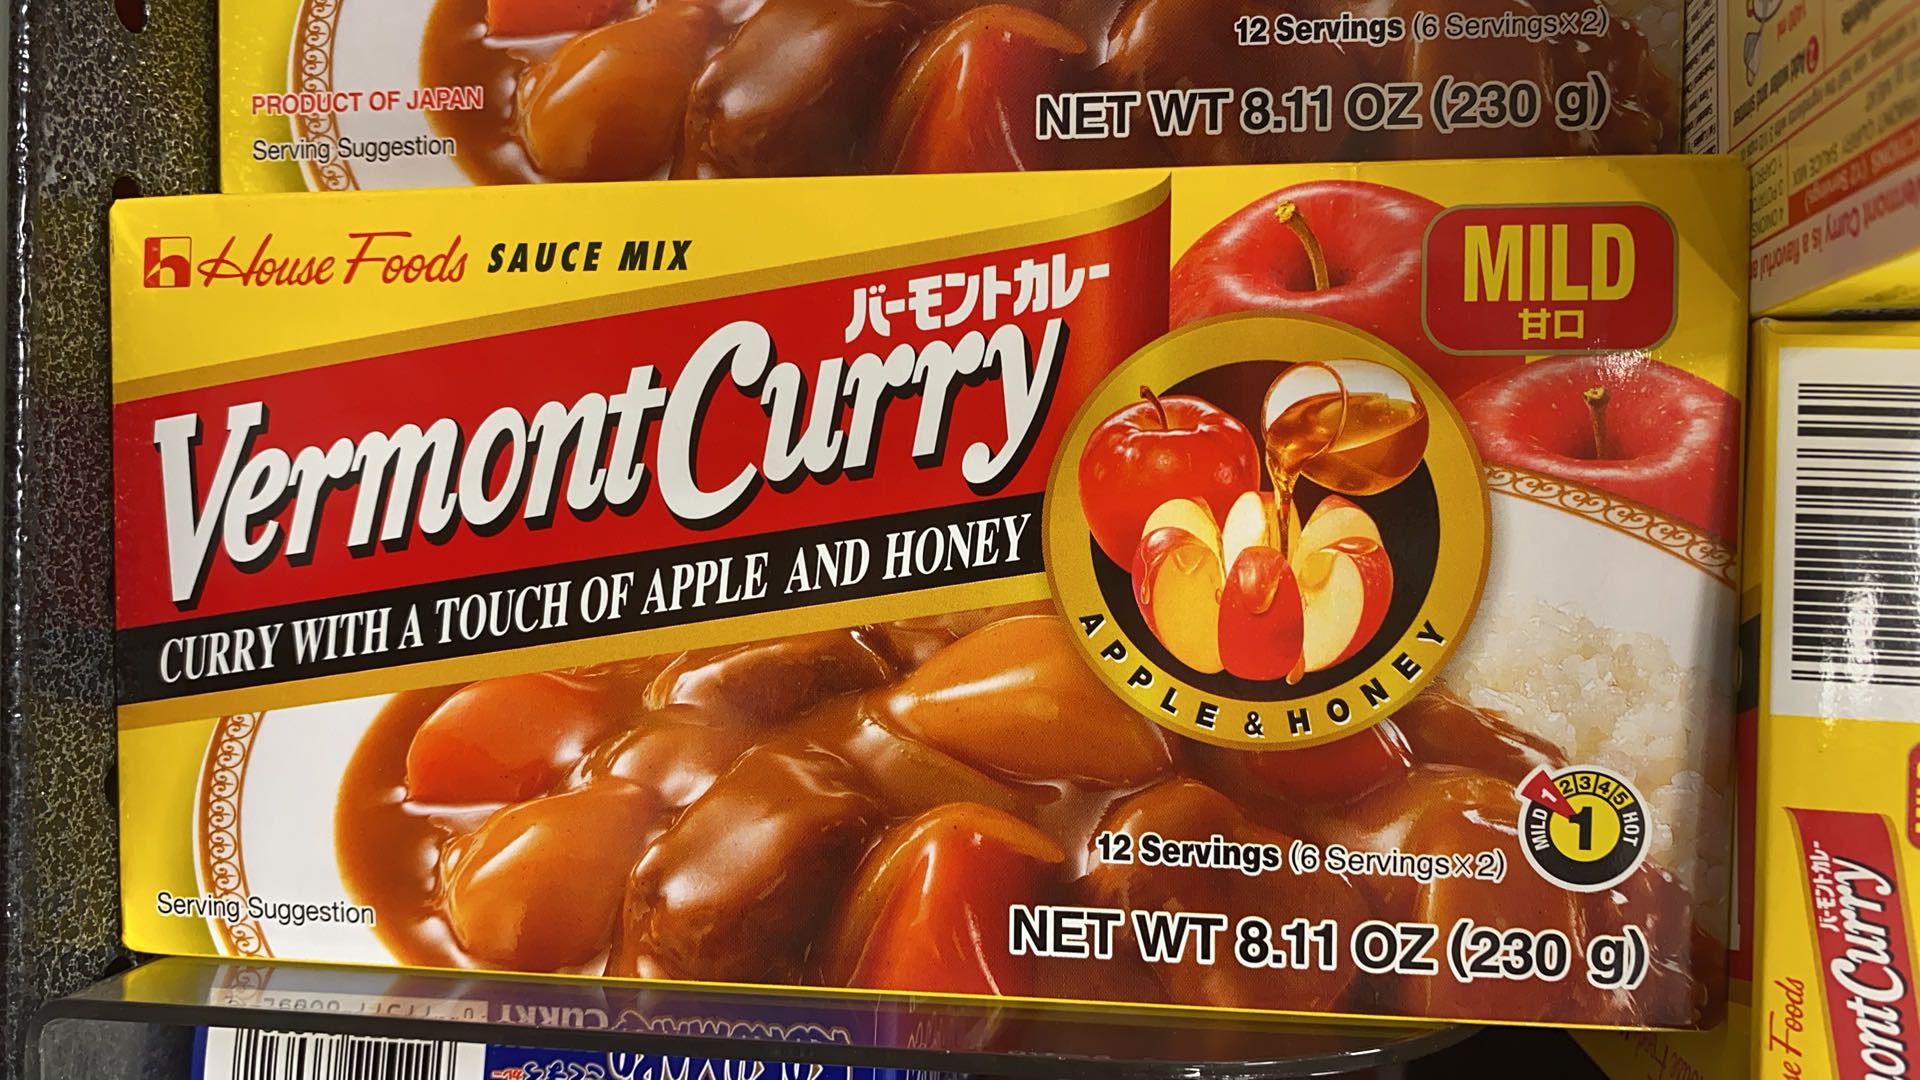 12 Servings (6 Servings×2)
PRODUCT OF JAPAN
NET WT 8.11 OZ (230 g)
Serving Suggestion
House Foods SAUCE MIX
MILD
甘口
バーモントカレー
Vermont Curry
CURRY WITH A TOUCH OF APPLE AND HONEY
APPLE & HONEY
1 2 3 4 5
MILD 1 HOT
12 Servings (6 Servings×2)
Serving Suggestion
NET WT 8.11 OZ (230 g)
バーモントカレー
ont Curry
e Foods